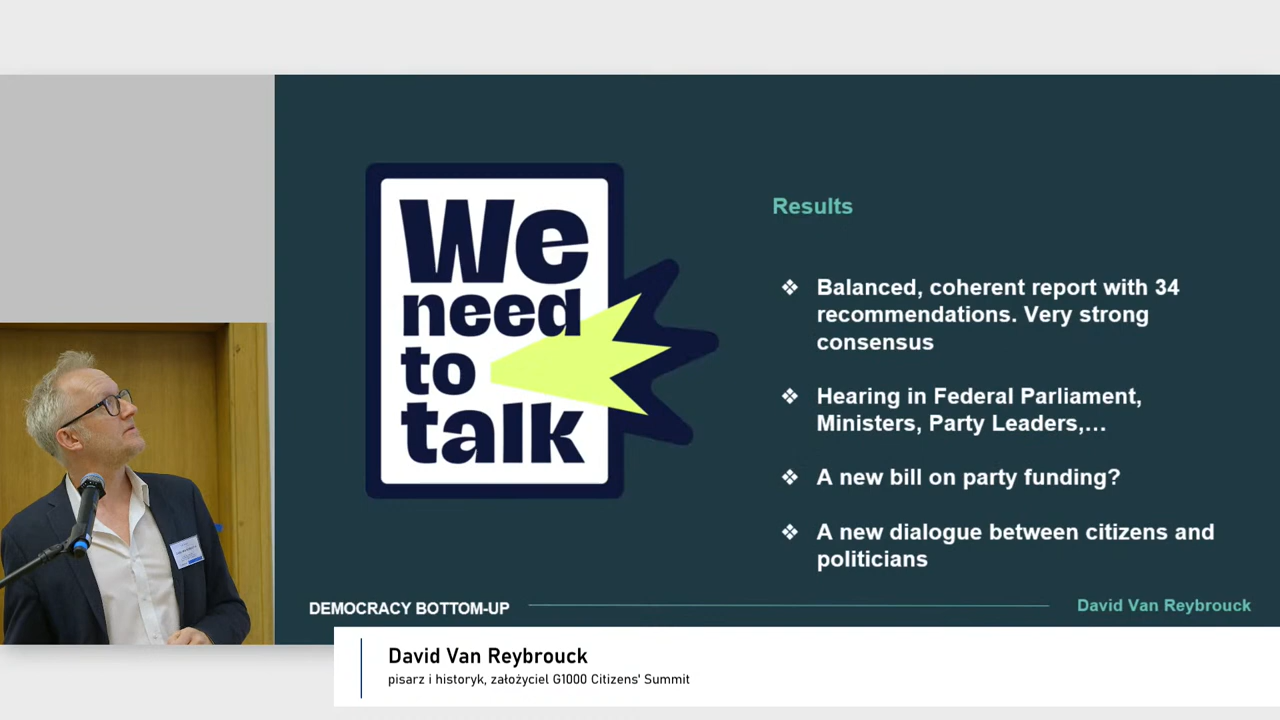 We
need
to
talk
Results
❖ Balanced, coherent report with 34
recommendations. Very strong
consensus
❖ Hearing in Federal Parliament,
Ministers, Party Leaders,...
❖ A new bill on party funding?
❖ A new dialogue between citizens and
politicians
DEMOCRACY BOTTOM-UP
David Van Reybrouck
David Van Reybrouck
pisarz i historyk, założyciel G1000 Citizens' Summit